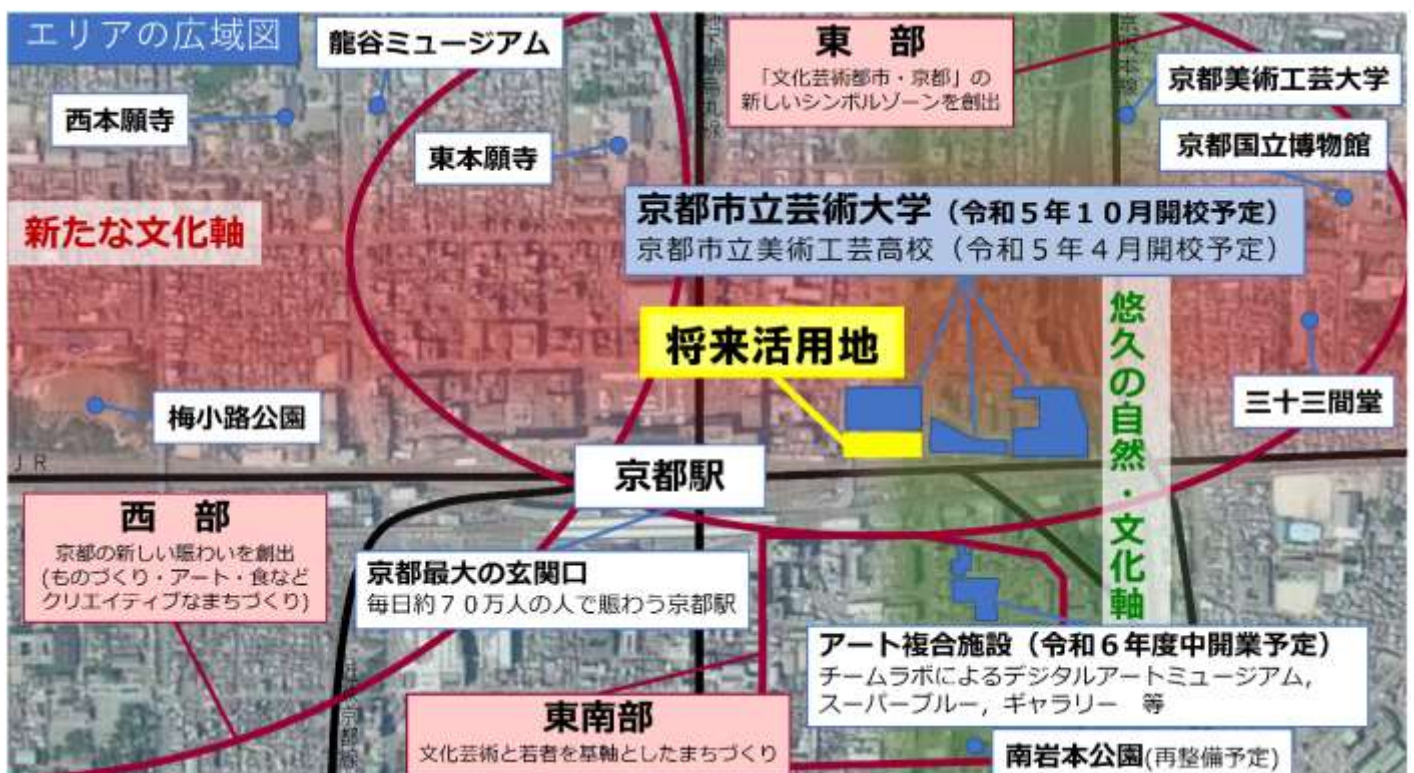 エリアの広域図
龍谷ミュージアム
東 部
「文化芸術都市・京都」の
新しいシンボルゾーンを創出
京都美術工芸大学
西本願寺
東本願寺
京都国立博物館
新たな文化軸
京都市立芸術大学（令和５年１０月開校予定）
京都市立美術工芸高校（令和５年４月開校予定）
将来活用地
悠久の自然・文化軸
梅小路公園
三十三間堂
ＪＲ
京都駅
西 部
京都の新しい賑わいを創出
(ものづくり・アート・食など
クリエイティブなまちづくり)
京都最大の玄関口
毎日約７０万人の人で賑わう京都駅
アート複合施設（令和６年度中開業予定）
チームラボによるデジタルアートミュージアム，
スーパーブルー，ギャラリー 等
東南部
文化芸術と若者を基軸としたまちづくり
南岩本公園(再整備予定)